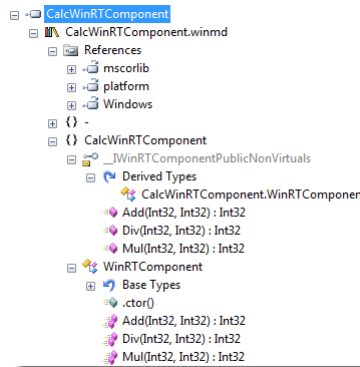 CalcWinRTComponent
CalcWinRTComponent.winmd
References
mscorlib
platform
Windows
{} -
{} CalcWinRTComponent
__IWinRTComponentPublicNonVirtuals
Derived Types
CalcWinRTComponent.WinRTComponen
Add(Int32, Int32) : Int32
Div(Int32, Int32) : Int32
Mul(Int32, Int32) : Int32
WinRTComponent
Base Types
.ctor()
Add(Int32, Int32) : Int32
Div(Int32, Int32) : Int32
Mul(Int32, Int32) : Int32